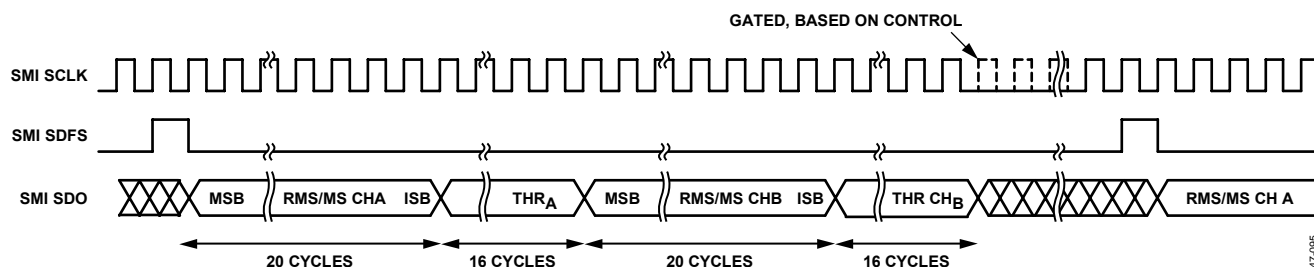 GATED, BASED ON CONTROL
SMI SCLK
SMI SDFS
SMI SDO
MSB
RMS/MS CHA
ISB
THRA
MSB
RMS/MS CHB
ISB
THR CHB
RMS/MS CH A
20 CYCLES
16 CYCLES
20 CYCLES
16 CYCLES